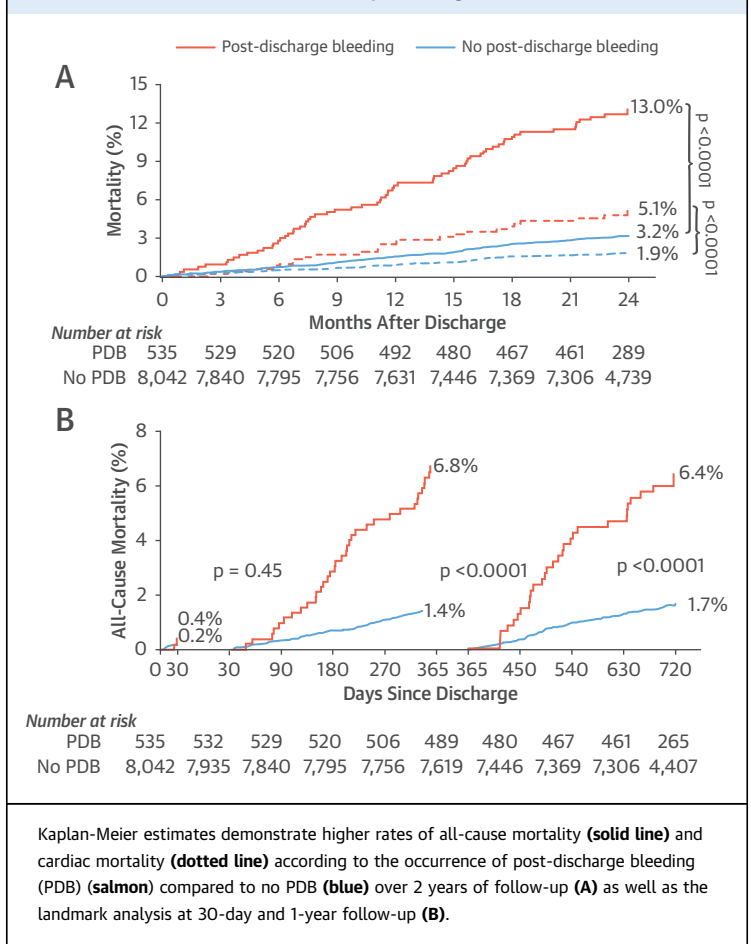 Post-discharge bleeding No post-discharge bleeding
A
Mortality (%)
15
12
9
6
3
0
13.0%
5.1%
3.2%
1.9%
p <0.0001
p <0.0001
0 3 6 9 12 15 18 21 24
Months After Discharge
Number at risk
PDB 535 529 520 506 492 480 467 461 289
No PDB 8,042 7,840 7,795 7,756 7,631 7,446 7,369 7,306 4,739
B
All-Cause Mortality (%)
8
6
4
2
0
6.8%
6.4%
p = 0.45
p <0.0001
p <0.0001
0.4%
0.2%
1.4%
1.7%
0 30 30 90 180 270 365 365 450 540 630 720
Days Since Discharge
Number at risk
PDB 535 532 529 520 506 489 480 467 461 265
No PDB 8,042 7,935 7,840 7,795 7,756 7,619 7,446 7,369 7,306 4,407
Kaplan-Meier estimates demonstrate higher rates of all-cause mortality (solid line) and
cardiac mortality (dotted line) according to the occurrence of post-discharge bleeding
(PDB) (salmon) compared to no PDB (blue) over 2 years of follow-up (A) as well as the
landmark analysis at 30-day and 1-year follow-up (B).